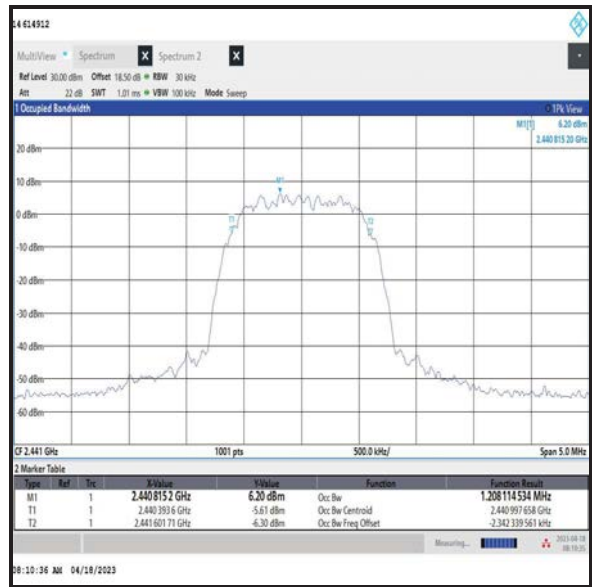 14 614912
MultiView Spectrum X Spectrum 2 X
Ref Level 30.00 dBm Offset 18.50 dB RBW 30 kHz
Att 22 dB SWT 1.01 ms VBW 100 kHz Mode Sweep
1 Occupied Bandwidth 1Pk View
M1[1] 6.20 dBm
2.440 815 20 GHz
20 dBm
10 dBm
M1
0 dBm
T1 T2
-10 dBm
-20 dBm
-30 dBm
-40 dBm
-50 dBm
-60 dBm
CF 2.441 GHz 1001 pts 500.0 kHz/ Span 5.0 MHz
2 Marker Table
Type Ref Trc X-Value Y-Value Function Function Result
M1 1 2.440 815 2 GHz 6.20 dBm Occ Bw 1.208 114 534 MHz
T1 1 2.440 393 6 GHz -5.61 dBm Occ Bw Centroid 2.440 997 658 GHz
T2 1 2.441 601 71 GHz -6.30 dBm Occ Bw Freq Offset -2.342 339 561 kHz
Measuring...
08:10:36 AM 04/18/2023